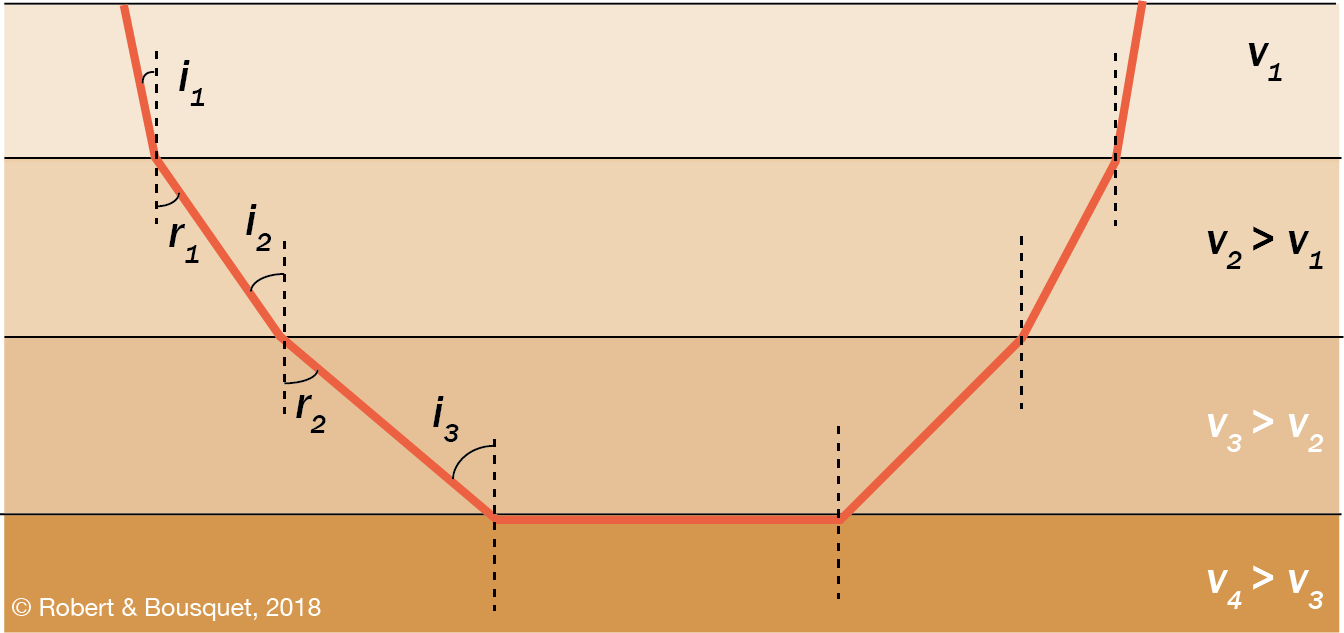 i1
v1
r1
i2
v2 > v1
r2
i3
v3 > v2
v4 > v3
© Robert & Bousquet, 2018